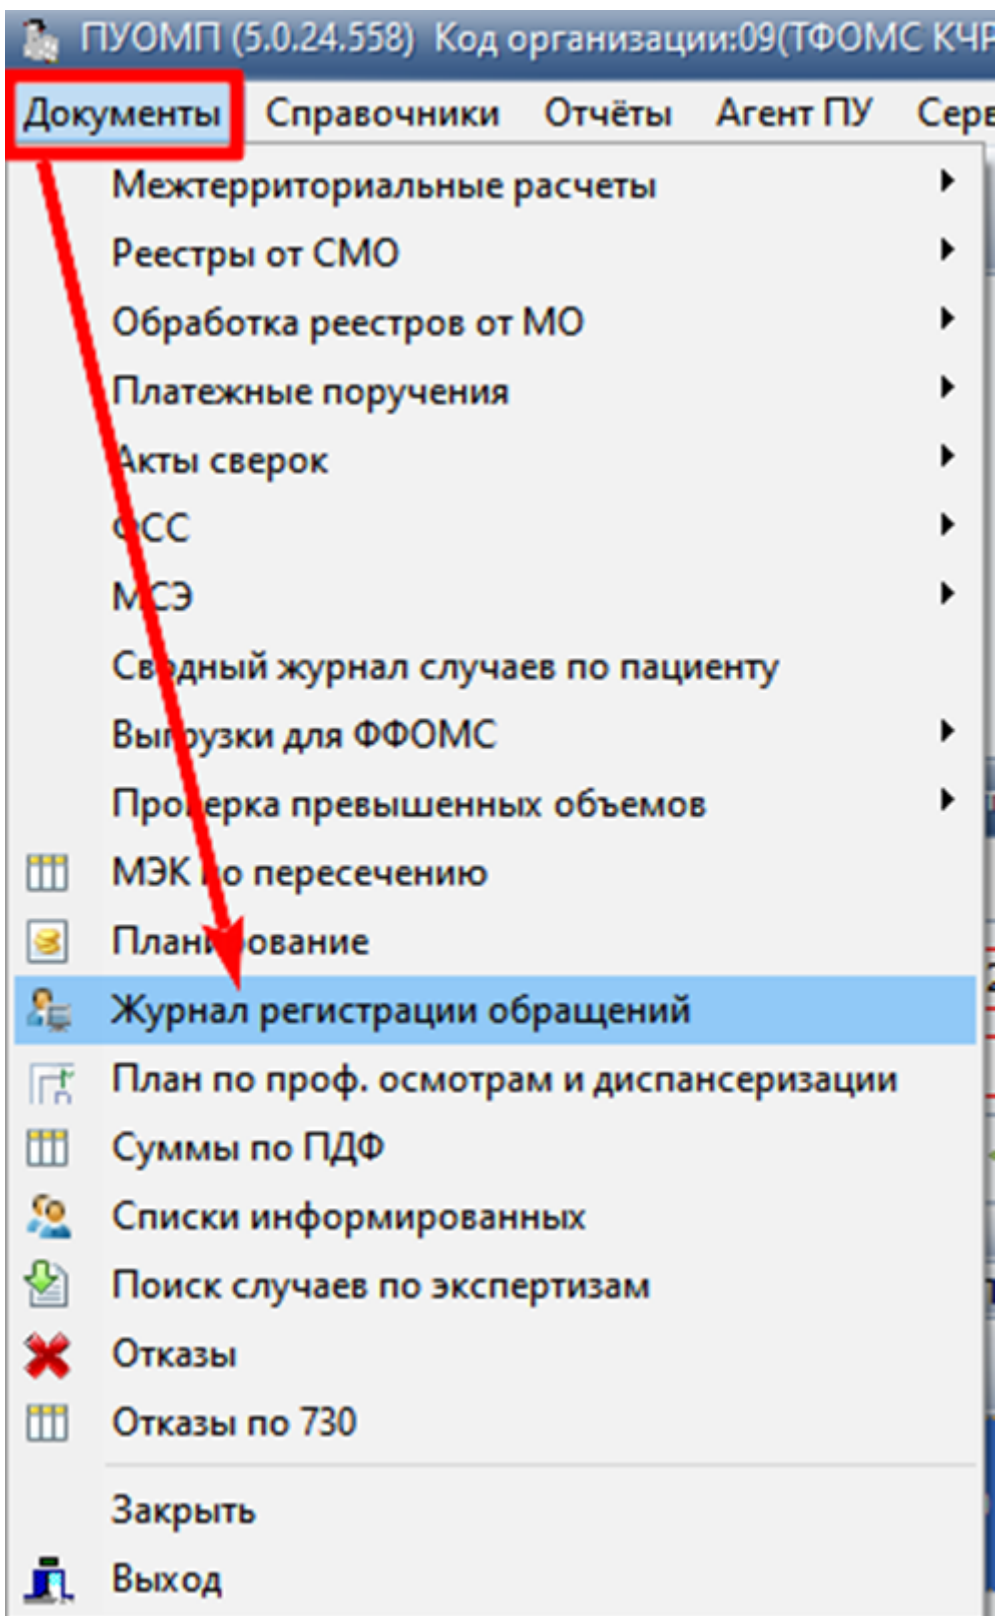 ПУОМП (5.0.24.558) Код организации:09(ТФОМС КЧР
Документы Справочники Отчёты Агент ПУ Серв
Межтерриториальные расчеты
Реестры от СМО
Обработка реестров от МО
Платежные поручения
Акты сверок
ФСС
МСЭ
Сводный журнал случаев по пациенту
Выгрузки для ФФОМС
Проверка превышенных объемов
МЭК по пересечению
Планирование
Журнал регистрации обращений
План по проф. осмотрам и диспансеризации
Суммы по ПДФ
Списки информированных
Поиск случаев по экспертизам
Отказы
Отказы по 730
Закрыть
Выход